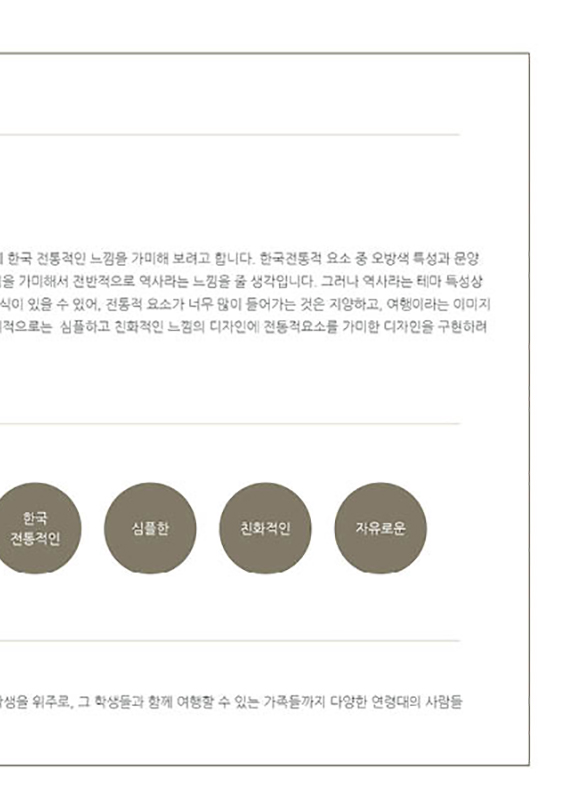 한국 전통적인 느낌을 가미해 보려고 합니다. 한국전통적 요소 중 오방색 특성과 문양
을 가미해서 전반적으로 역사라는 느낌을 줄 생각입니다. 그러나 역사라는 테마 특성상
식이 있을 수 있어, 전통적 요소가 너무 많이 들어가는 것은 지양하고, 여행이라는 이미지
적으로는 심플하고 친화적인 느낌의 디자인에 전통적요소를 가미한 디자인을 구현하려
한국
전통적인
심플한
친화적인
자유로운
생을 위주로, 그 학생들과 함께 여행할 수 있는 가족들까지 다양한 연령대의 사람들